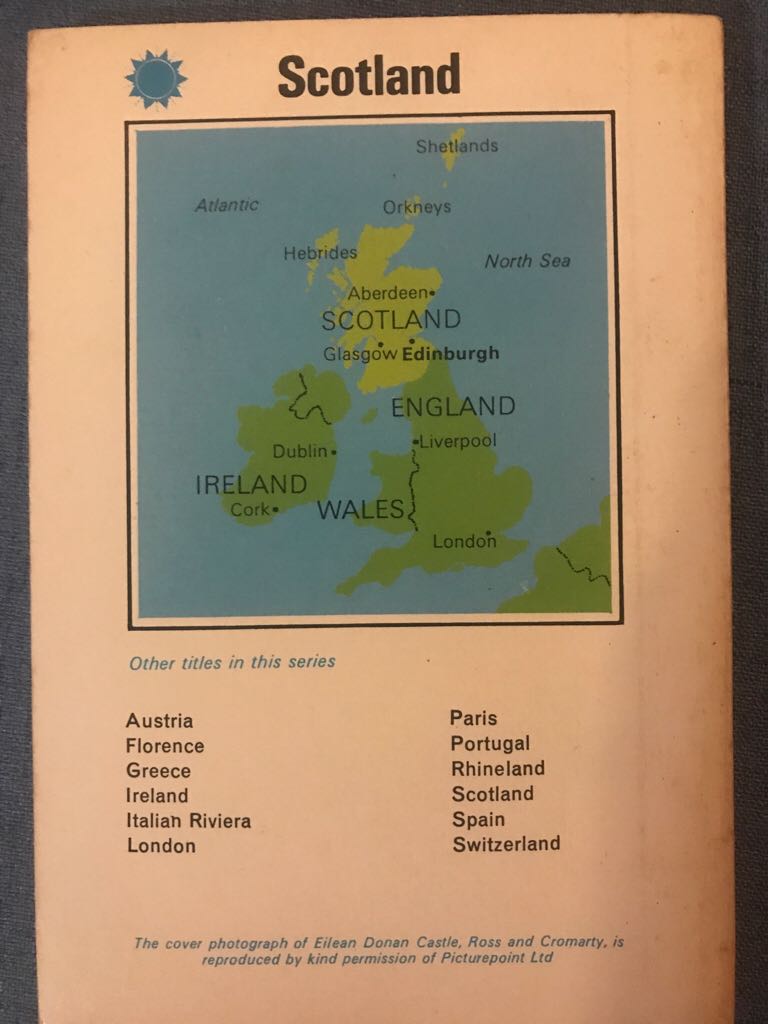 Scotland
Shetlands
Atlantic
Orkneys
Hebrides
North Sea
Aberdeen
SCOTLAND
Glasgow Edinburgh
ENGLAND
Liverpool
Dublin
IRELAND
Cork
WALES
London
Other titles in this series
Austria
Florence
Greece
Ireland
Italian Riviera
London
Paris
Portugal
Rhineland
Scotland
Spain
Switzerland
The cover photograph of Eilean Donan Castle, Ross and Cromarty, is
reproduced by kind permission of Picturepoint Ltd